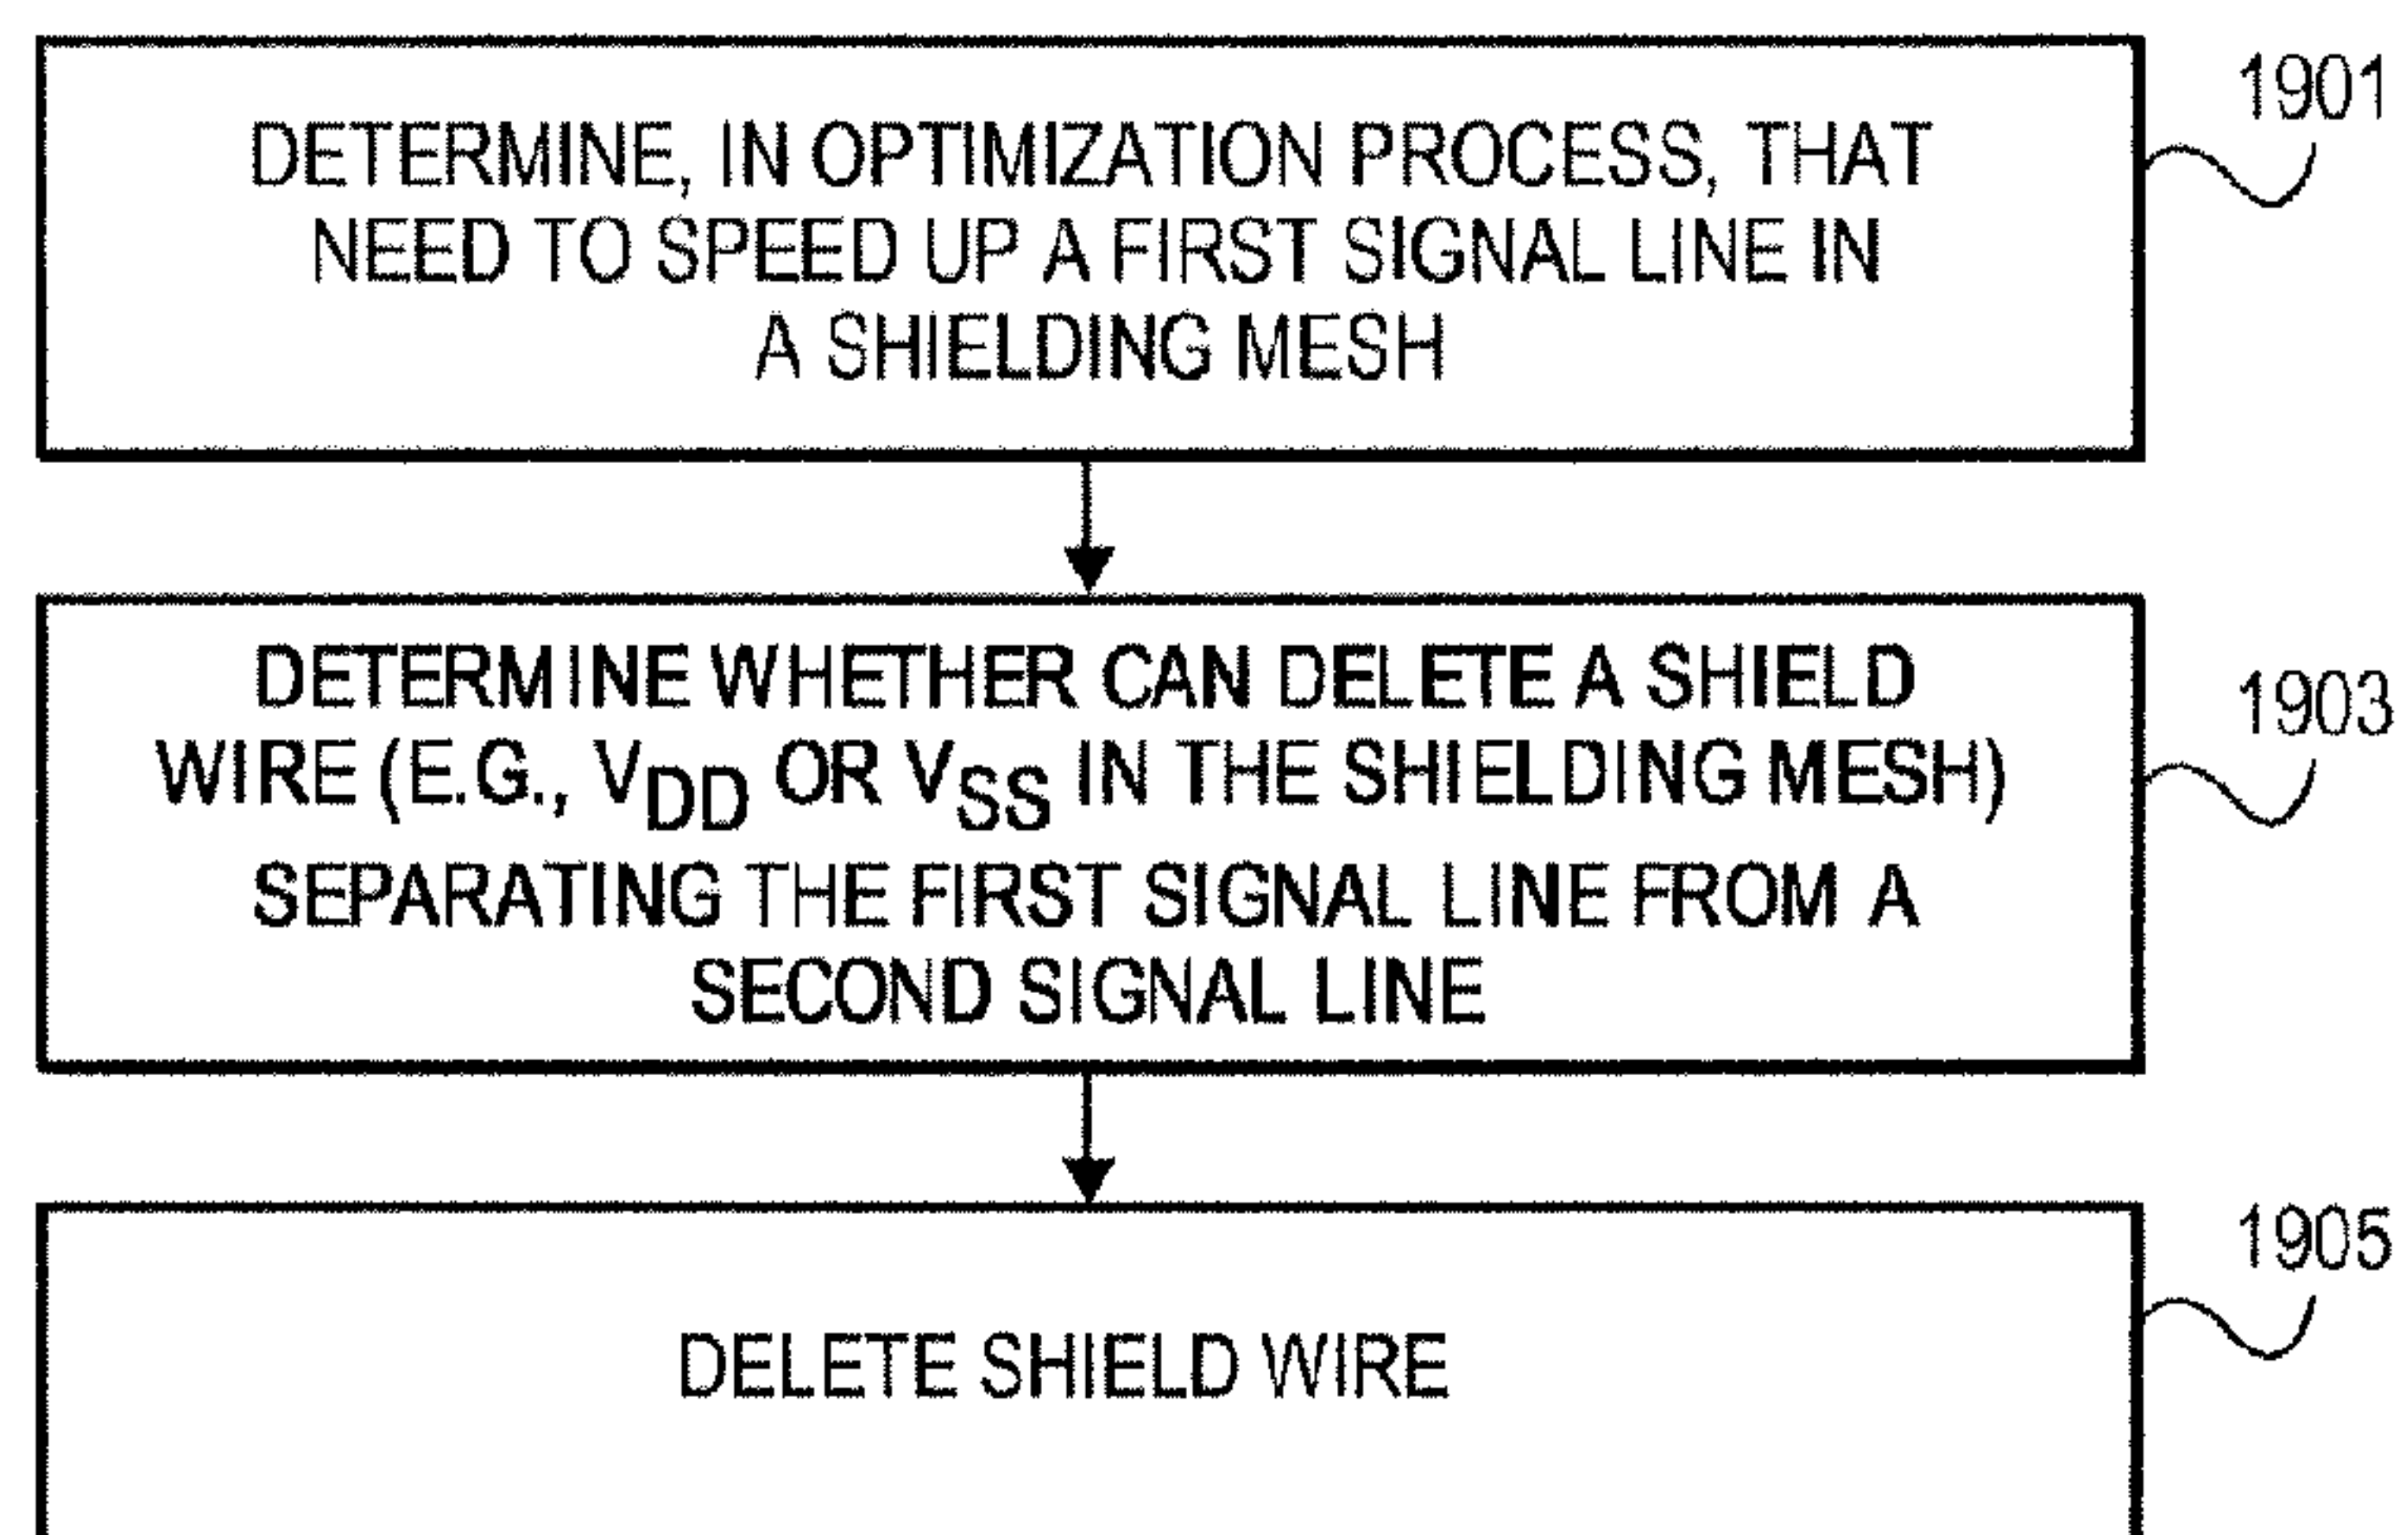 1901
DETERMINE, IN OPTIMIZATION PROCESS, THAT
NEED TO SPEED UP A FIRST SIGNAL LINE IN
A SHIELDING MESH
1903
DETERMINE WHETHER CAN DELETE A SHIELD
WIRE (E.G., VDD OR VSS IN THE SHIELDING MESH)
SEPARATING THE FIRST SIGNAL LINE FROM A
SECOND SIGNAL LINE
1905
DELETE SHIELD WIRE